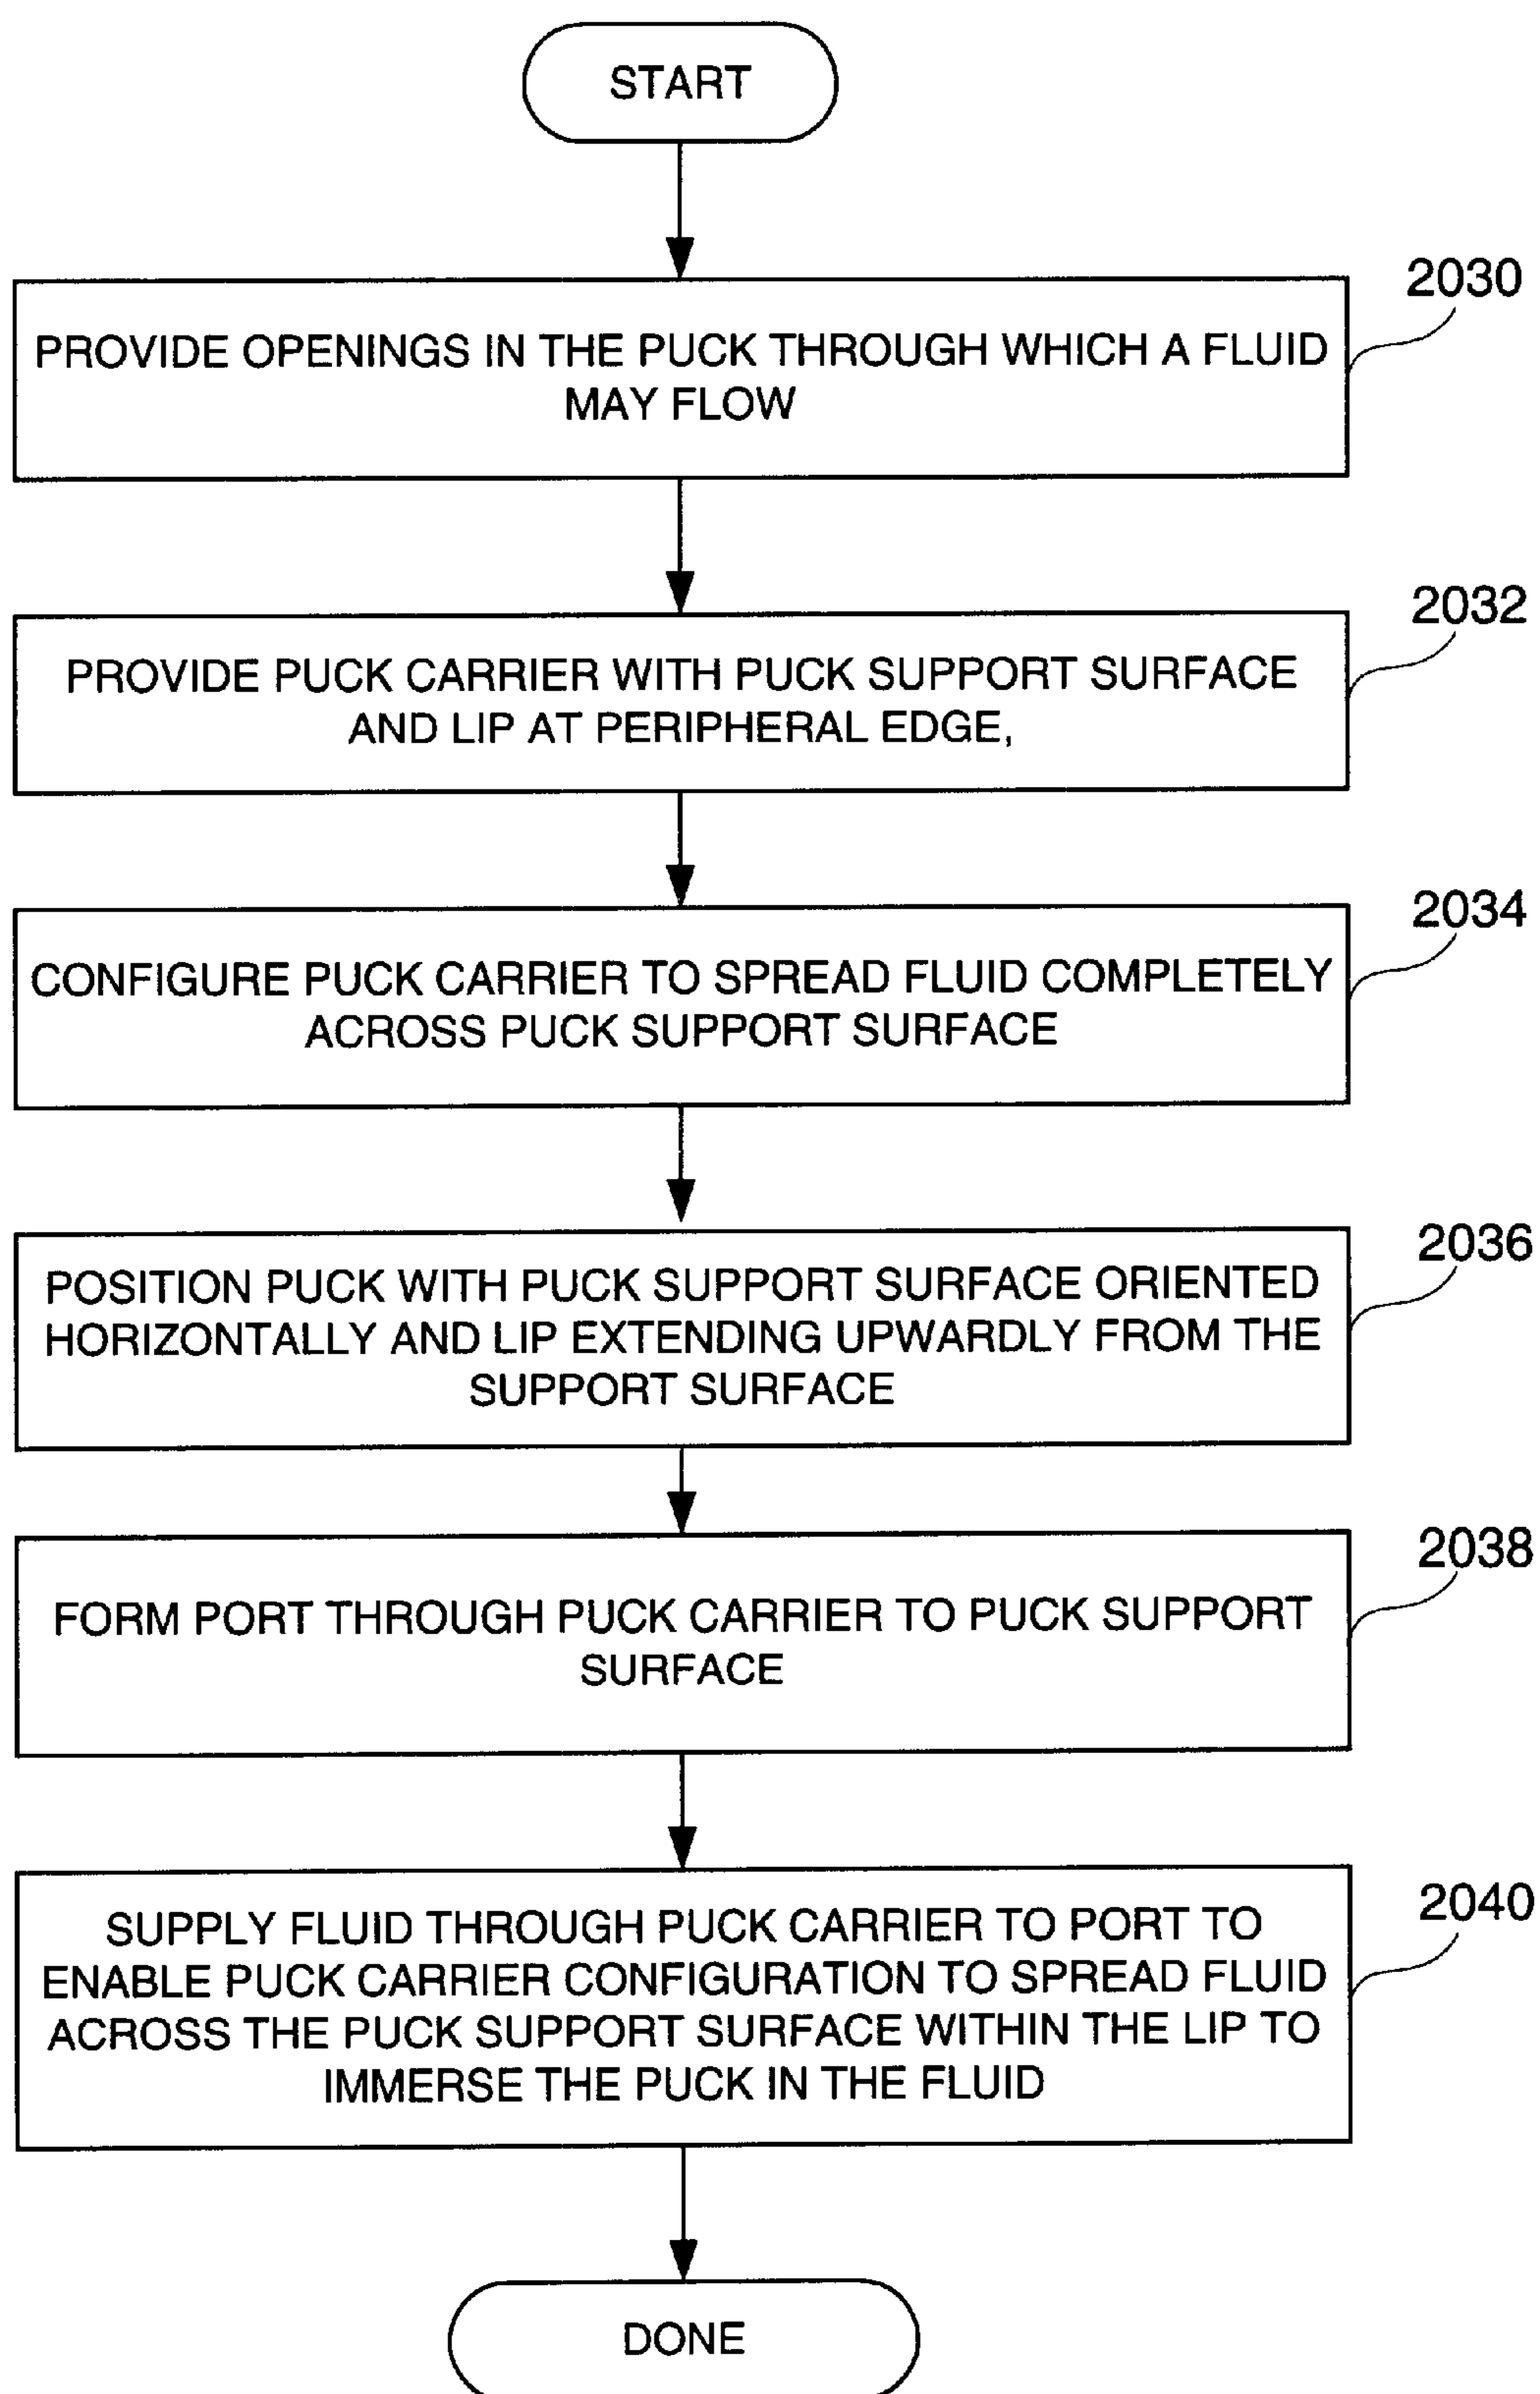 START
2030
PROVIDE OPENINGS IN THE PUCK THROUGH WHICH A FLUID
MAY FLOW
2032
PROVIDE PUCK CARRIER WITH PUCK SUPPORT SURFACE
AND LIP AT PERIPHERAL EDGE,
2034
CONFIGURE PUCK CARRIER TO SPREAD FLUID COMPLETELY
ACROSS PUCK SUPPORT SURFACE
2036
POSITION PUCK WITH PUCK SUPPORT SURFACE ORIENTED
HORIZONTALLY AND LIP EXTENDING UPWARDLY FROM THE
SUPPORT SURFACE
2038
FORM PORT THROUGH PUCK CARRIER TO PUCK SUPPORT
SURFACE
2040
SUPPLY FLUID THROUGH PUCK CARRIER TO PORT TO
ENABLE PUCK CARRIER CONFIGURATION TO SPREAD FLUID
ACROSS THE PUCK SUPPORT SURFACE WITHIN THE LIP TO
IMMERSE THE PUCK IN THE FLUID
DONE